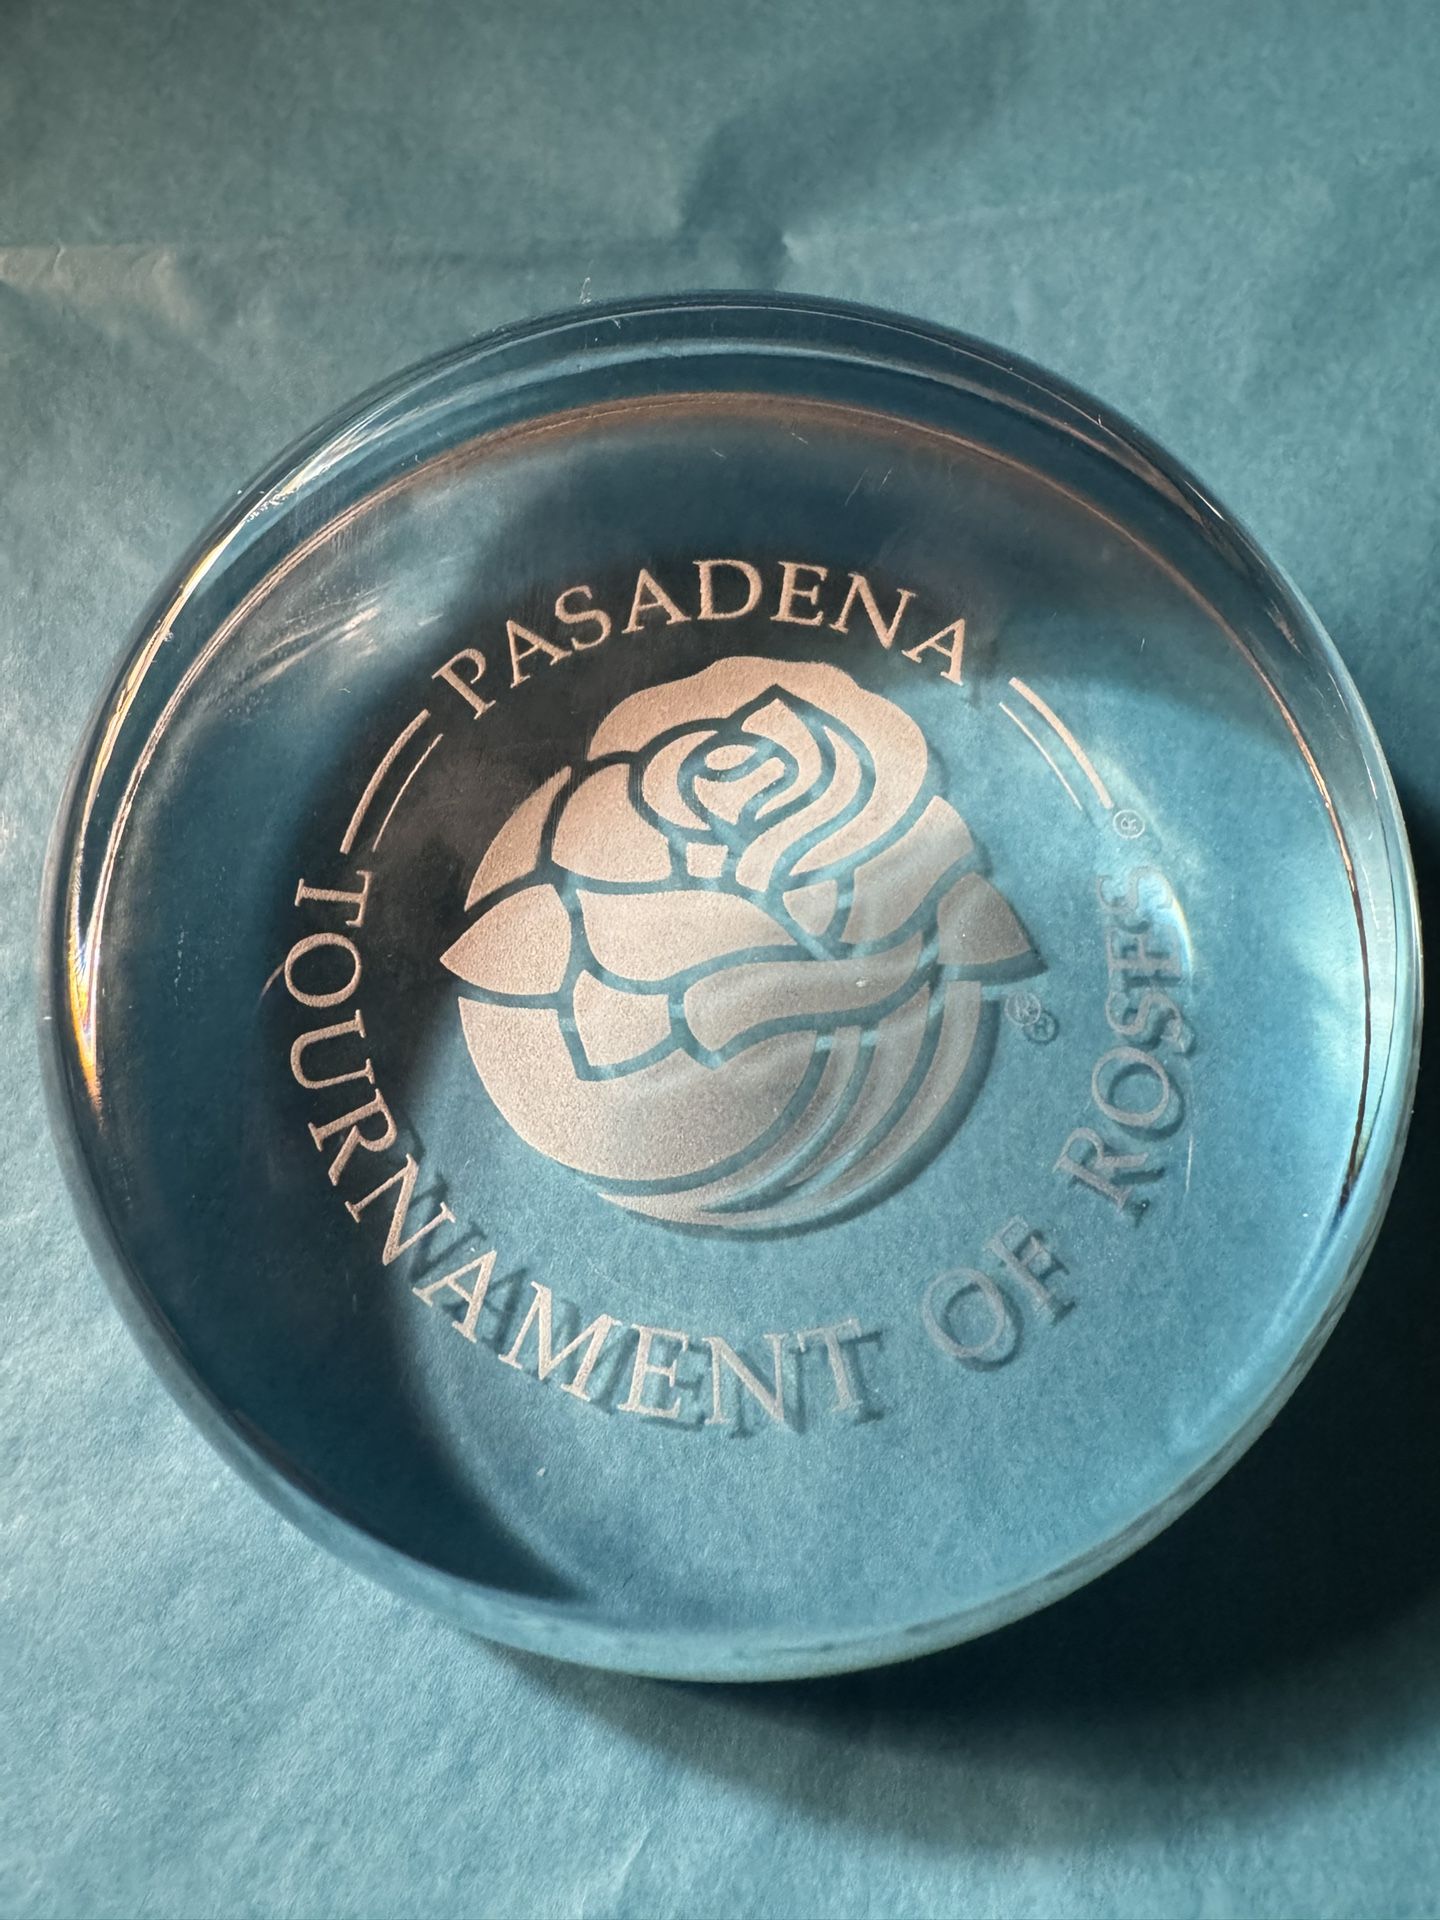 PASADENA
TOURNAMENT OF ROSES®
®